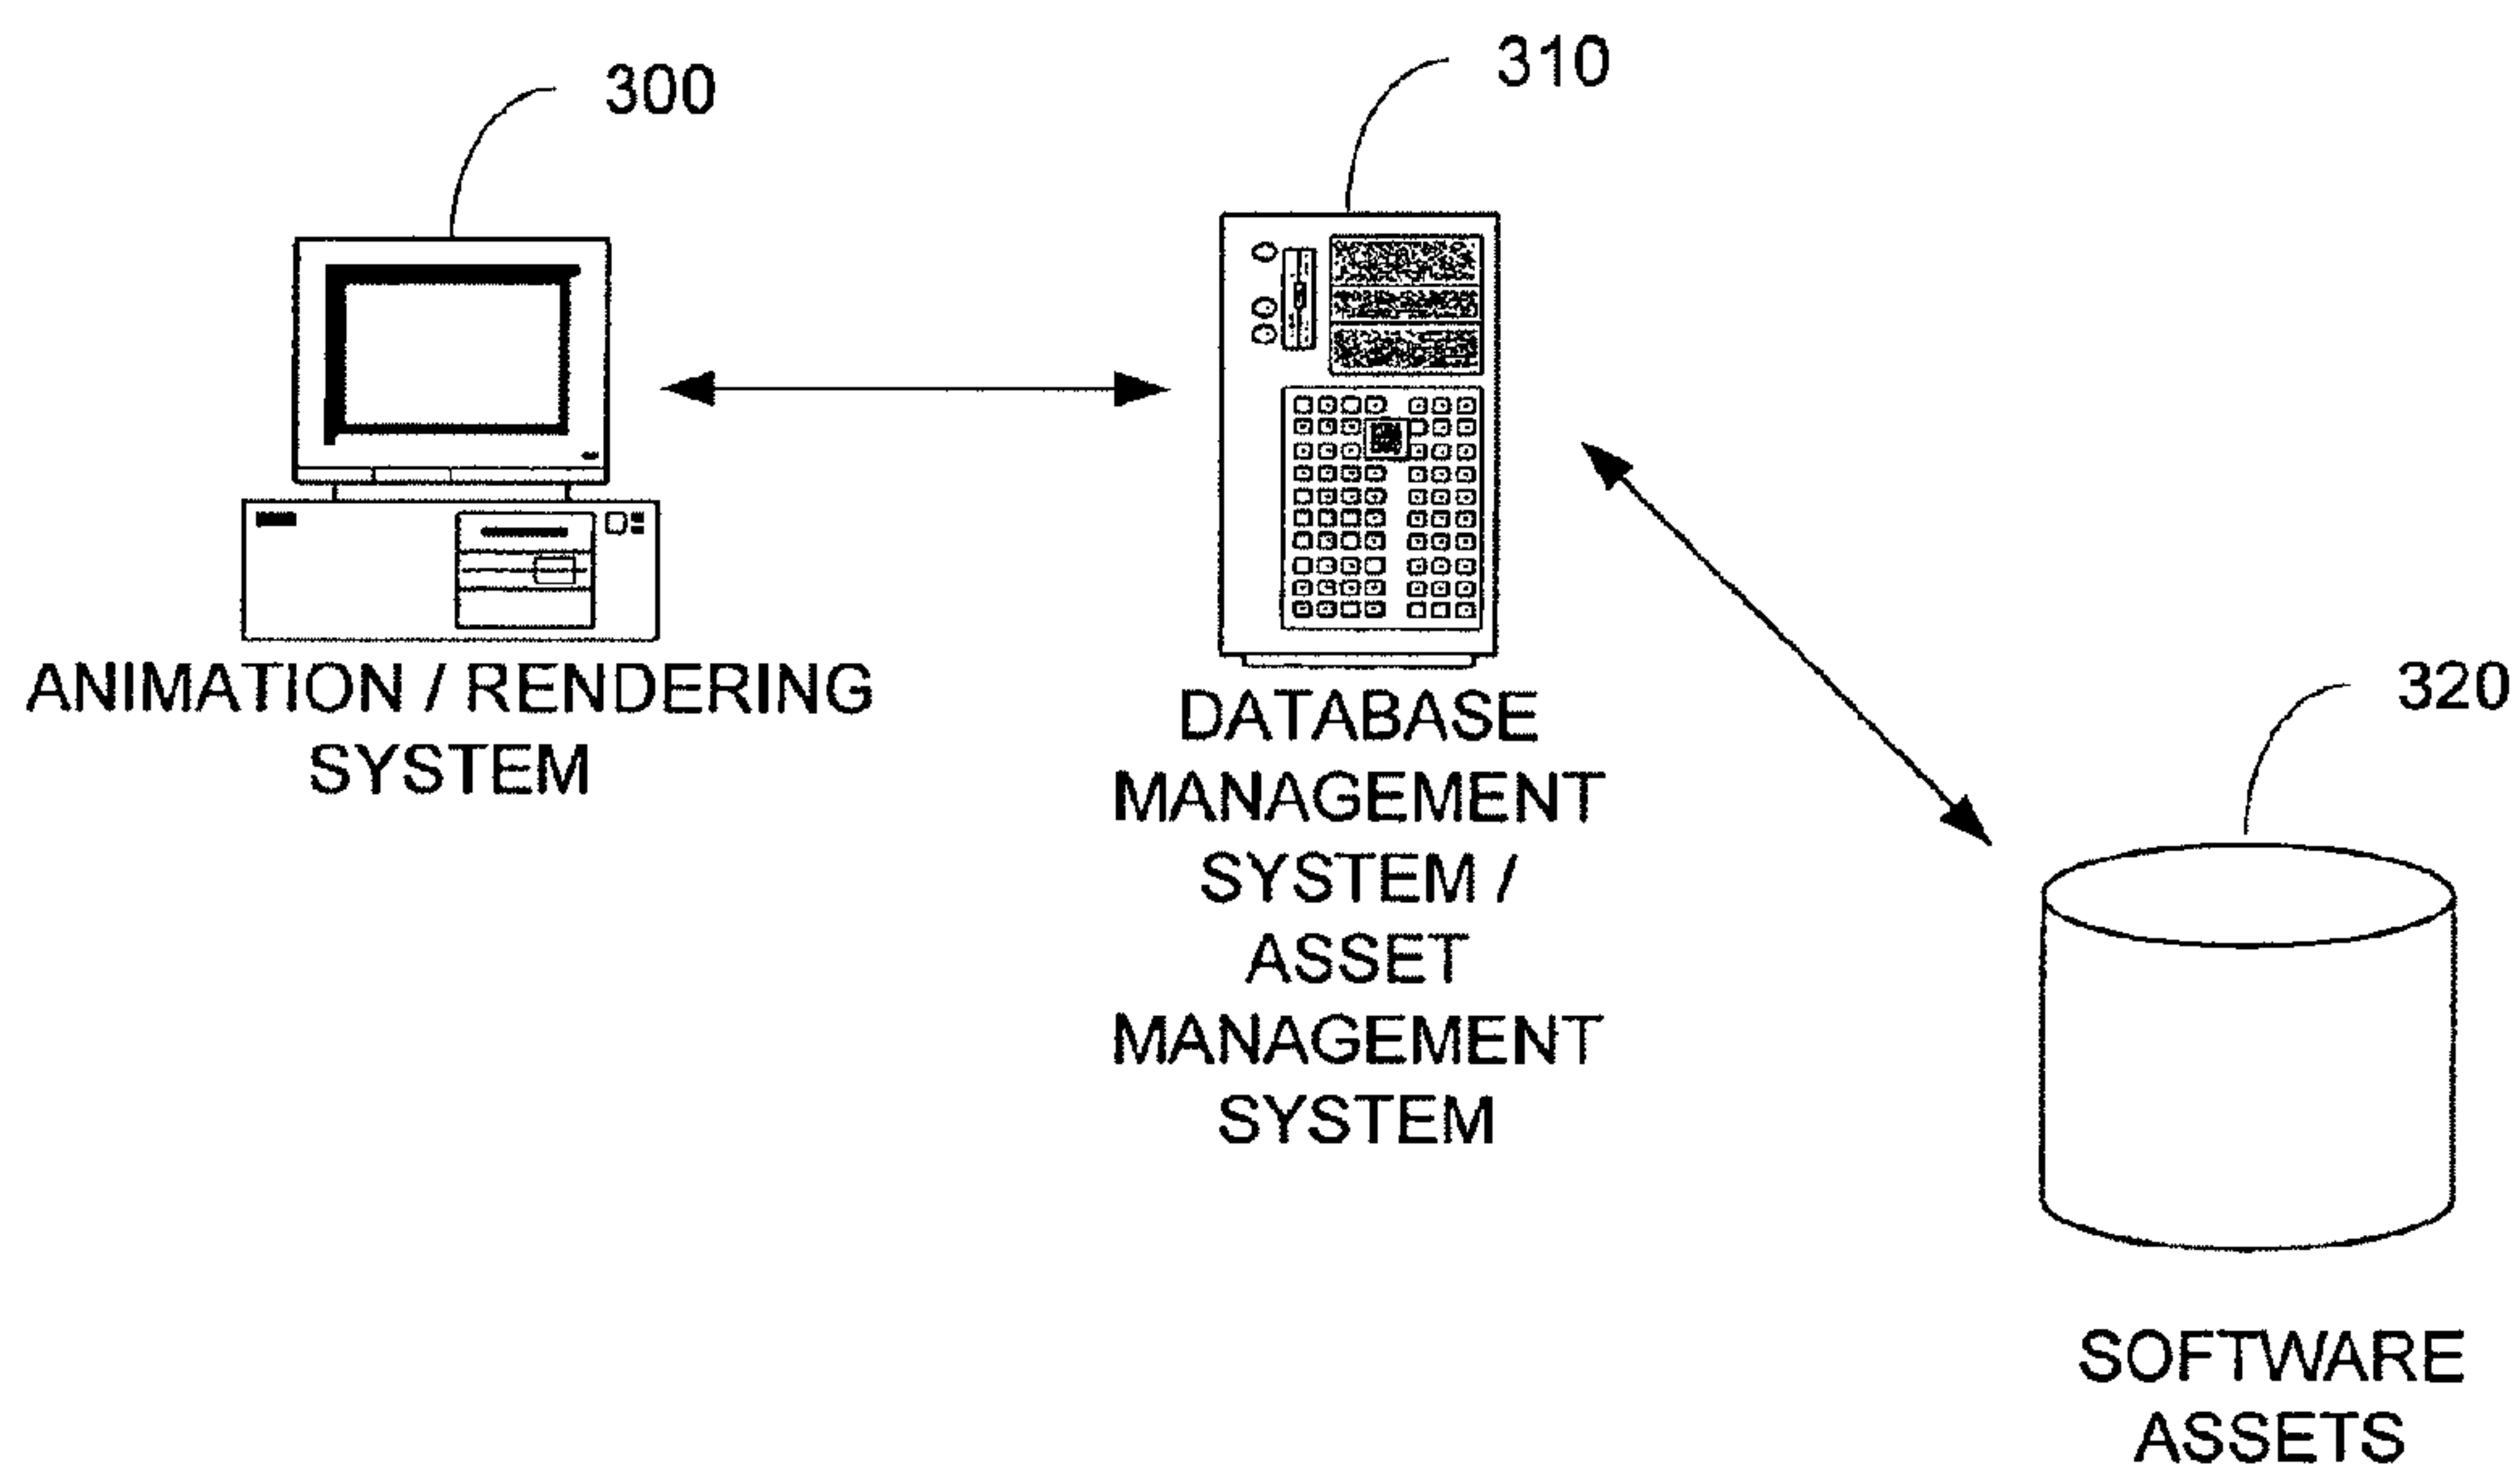 300
310
ANIMATION / RENDERING
SYSTEM
DATABASE
MANAGEMENT
SYSTEM /
ASSET
MANAGEMENT
SYSTEM
320
SOFTWARE
ASSETS